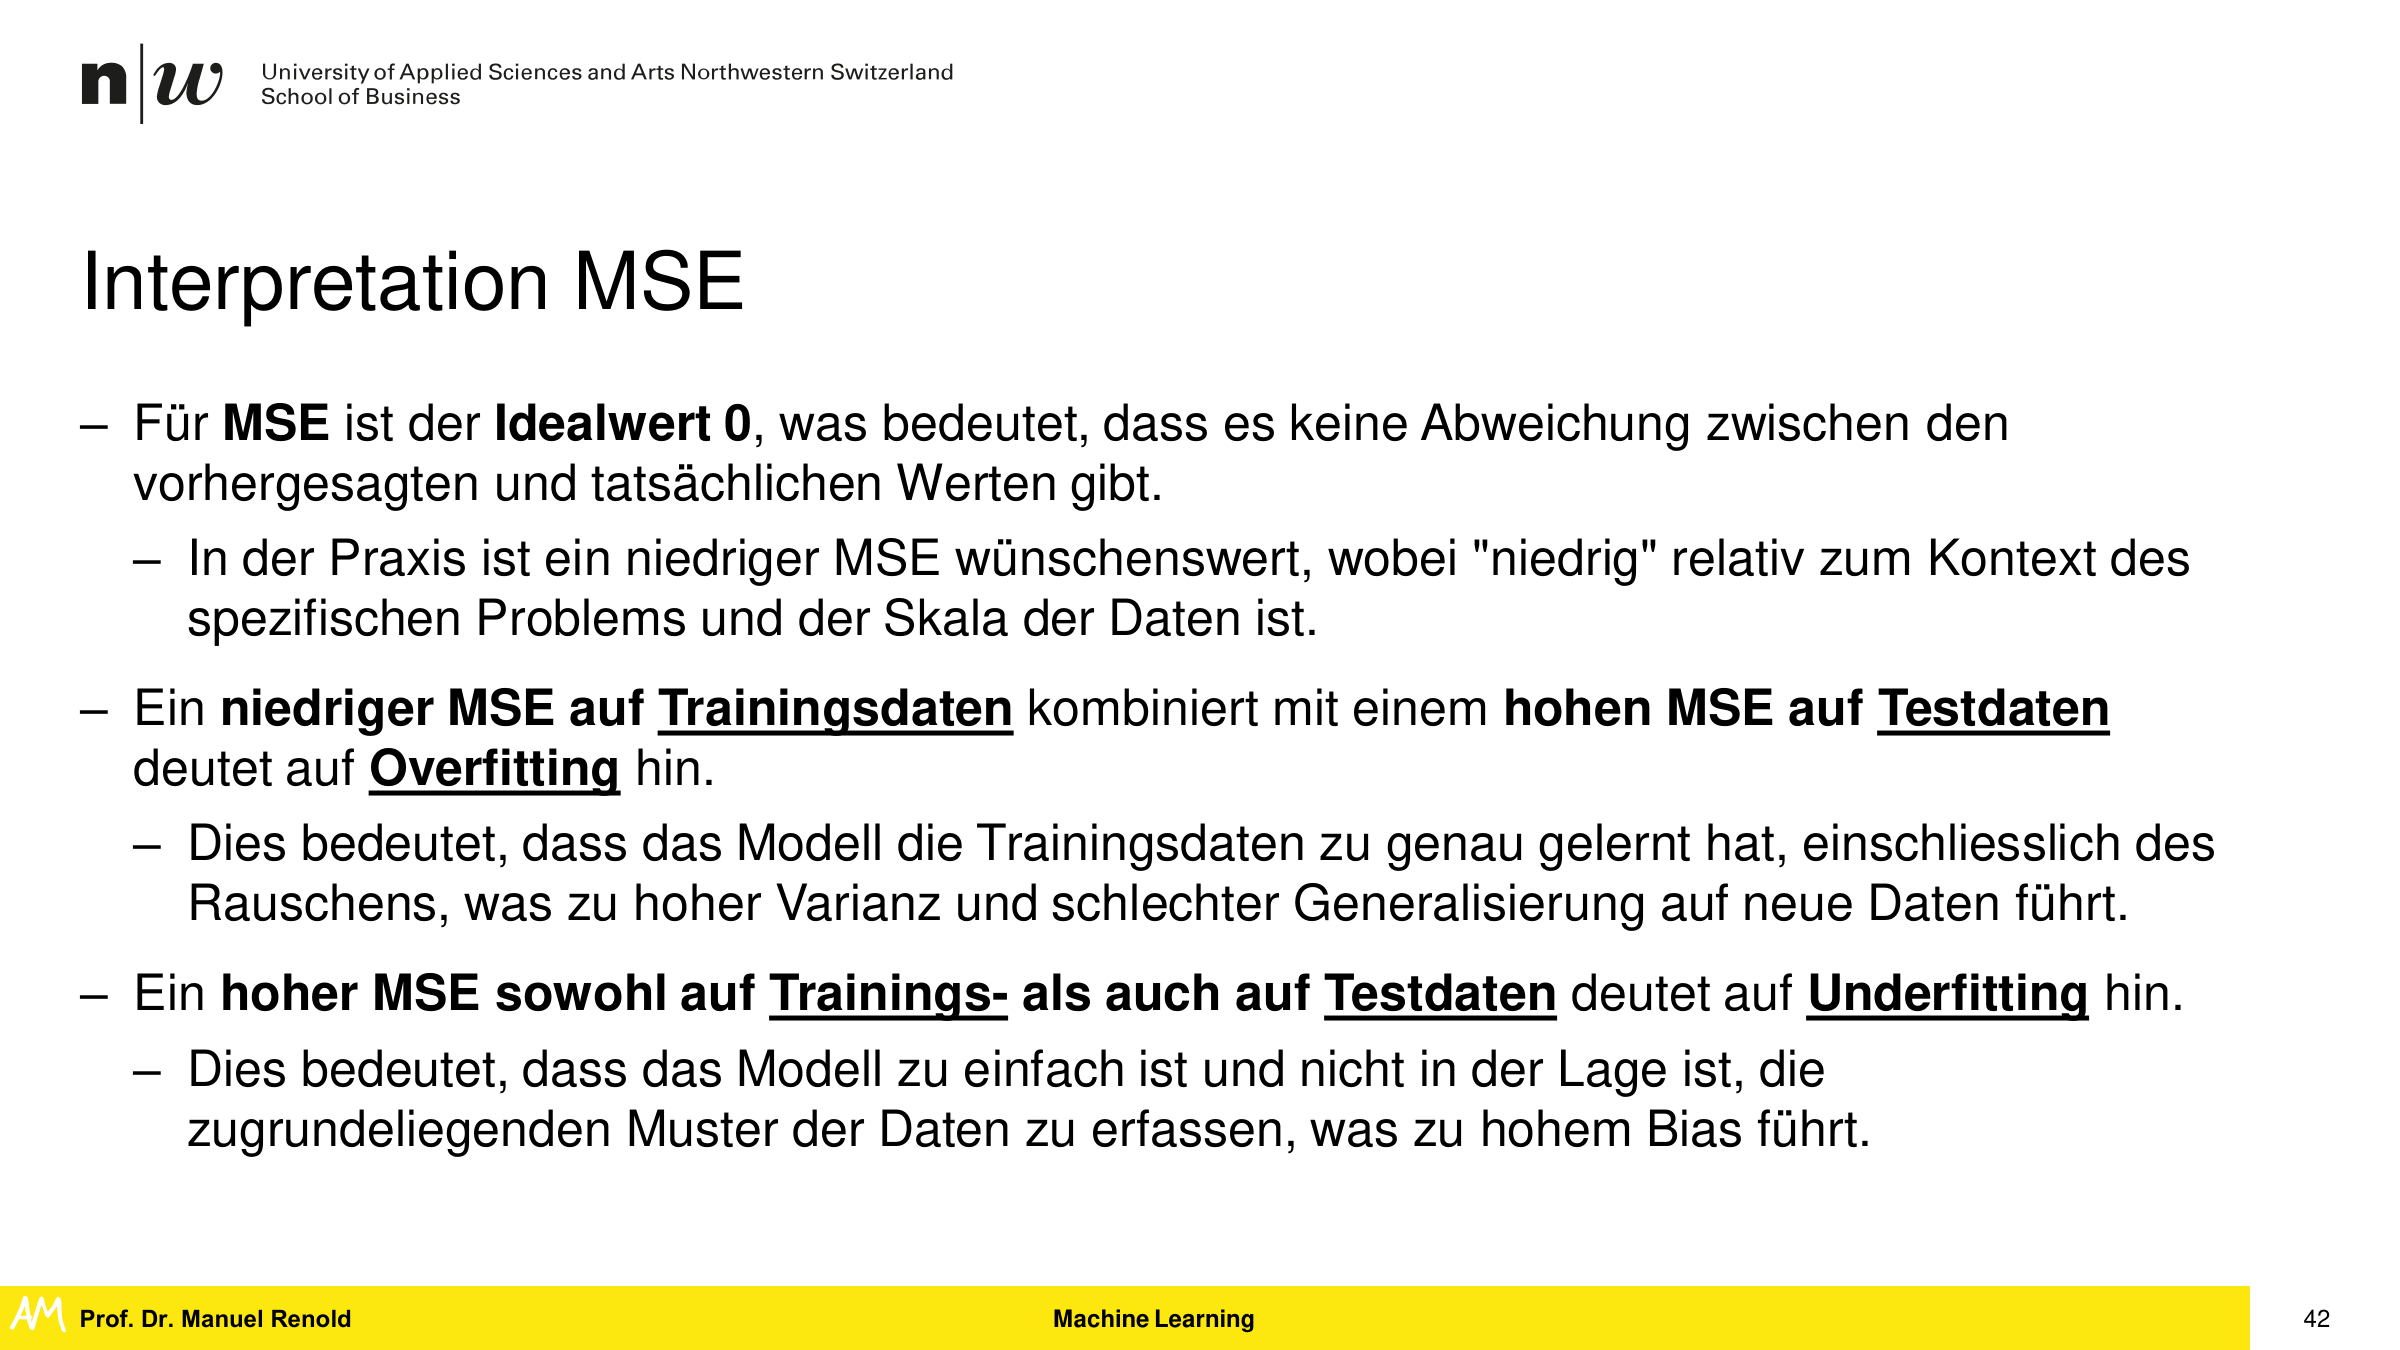 n|w University of Applied Sciences and Arts Northwestern Switzerland
School of Business
Interpretation MSE
– Für MSE ist der Idealwert 0, was bedeutet, dass es keine Abweichung zwischen den
vorhergesagten und tatsächlichen Werten gibt.
– In der Praxis ist ein niedriger MSE wünschenswert, wobei "niedrig" relativ zum Kontext des
spezifischen Problems und der Skala der Daten ist.
– Ein niedriger MSE auf Trainingsdaten kombiniert mit einem hohen MSE auf Testdaten
deutet auf Overfitting hin.
– Dies bedeutet, dass das Modell die Trainingsdaten zu genau gelernt hat, einschliesslich des
Rauschens, was zu hoher Varianz und schlechter Generalisierung auf neue Daten führt.
– Ein hoher MSE sowohl auf Trainings- als auch auf Testdaten deutet auf Underfitting hin.
– Dies bedeutet, dass das Modell zu einfach ist und nicht in der Lage ist, die
zugrundeliegenden Muster der Daten zu erfassen, was zu hohem Bias führt.
AM Prof. Dr. Manuel Renold Machine Learning 42